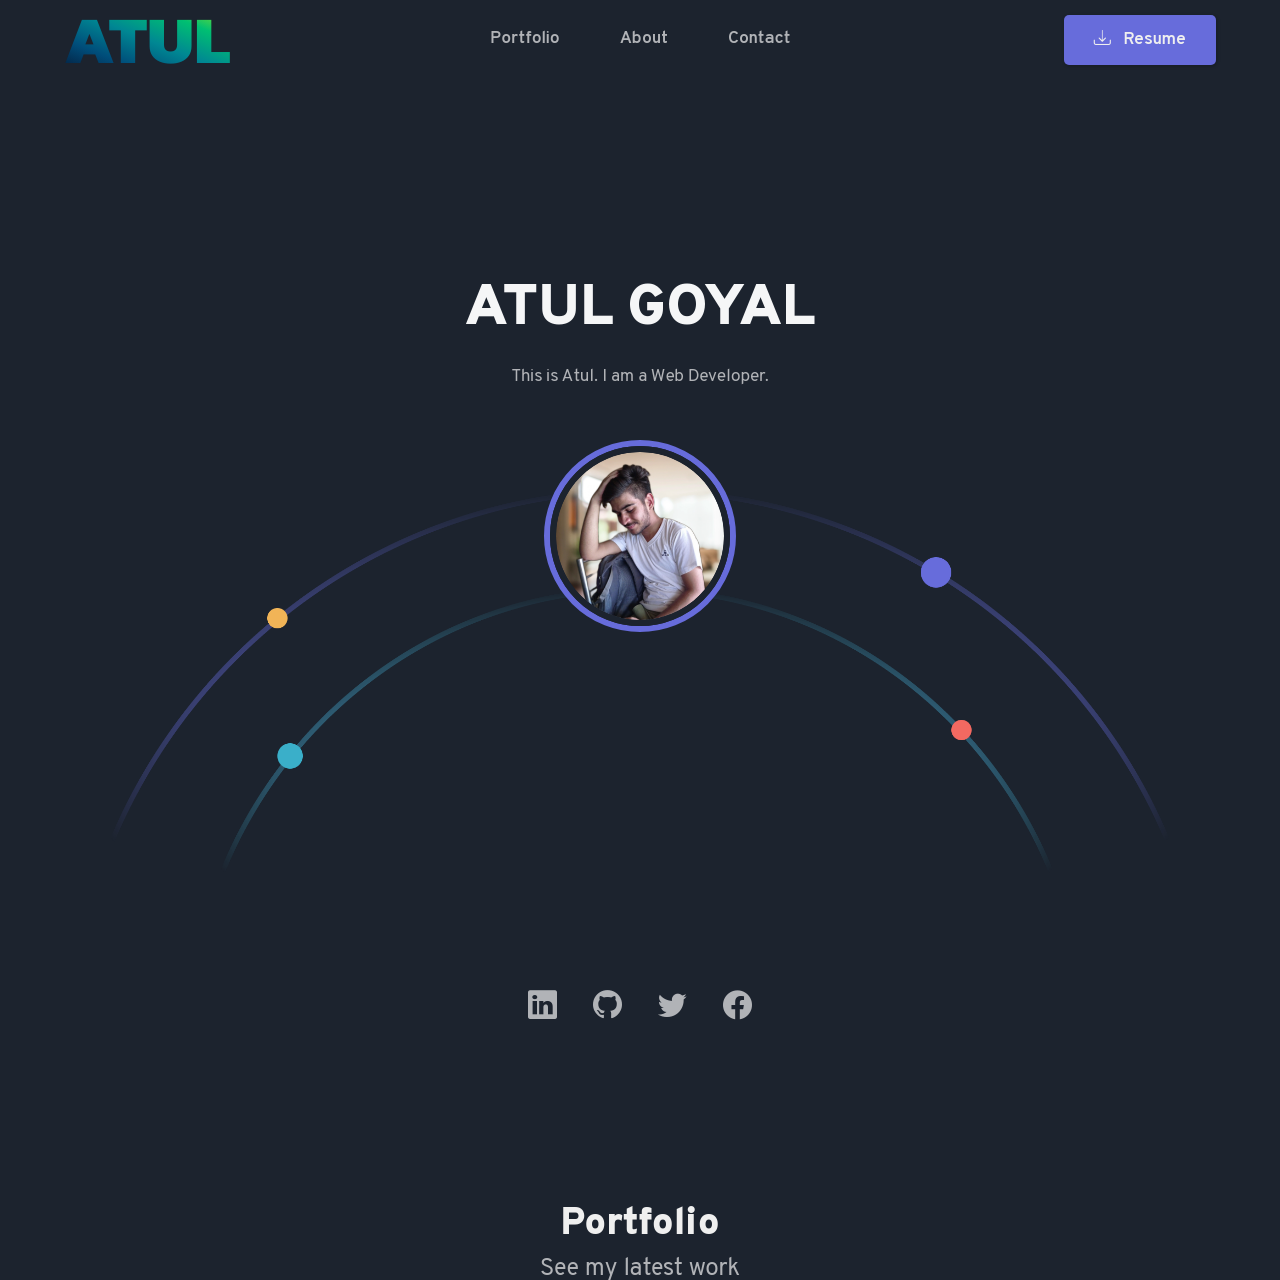 ATUL
Portfolio
About
Contact
Resume
ATUL GOYAL
This is Atul. I am a Web Developer.
Portfolio
See my latest work